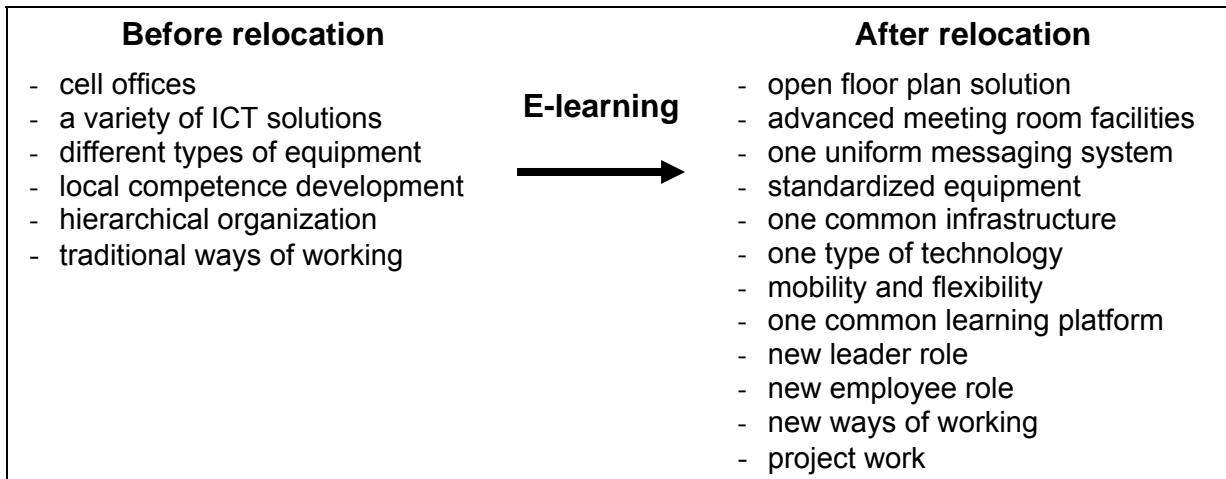 Before relocation
- cell offices
- a variety of ICT solutions
- different types of equipment
- local competence development
- hierarchical organization
- traditional ways of working
E-learning
After relocation
- open floor plan solution
- advanced meeting room facilities
- one uniform messaging system
- standardized equipment
- one common infrastructure
- one type of technology
- mobility and flexibility
- one common learning platform
- new leader role
- new employee role
- new ways of working
- project work